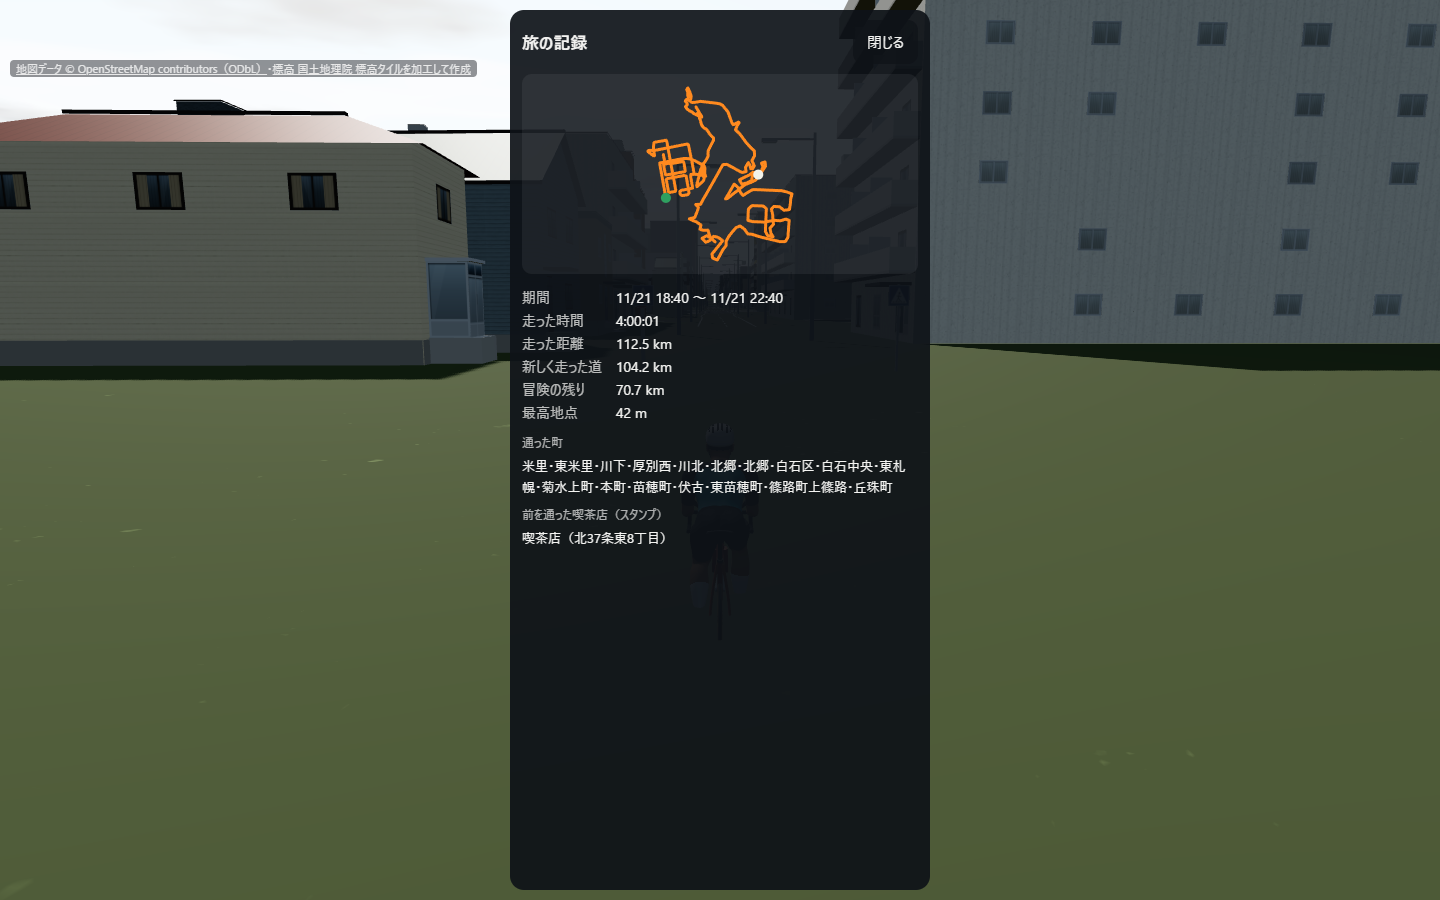 旅の記録
閉じる
地図データ © OpenStreetMap contributors（ODbL）・標高 国土地理院 標高タイルを加工して作成
期間 11/21 18:40 〜 11/21 22:40
走った時間 4:00:01
走った距離 112.5 km
新しく走った道 104.2 km
冒険の残り 70.7 km
最高地点 42 m
通った町
米里・東米里・川下・厚別西・川北・北郷・北郷・白石区・白石中央・東札
幌・菊水上町・本町・苗穂町・伏古・東苗穂町・篠路町上篠路・丘珠町
前を通った喫茶店（スタンプ）
喫茶店（北37条東8丁目）